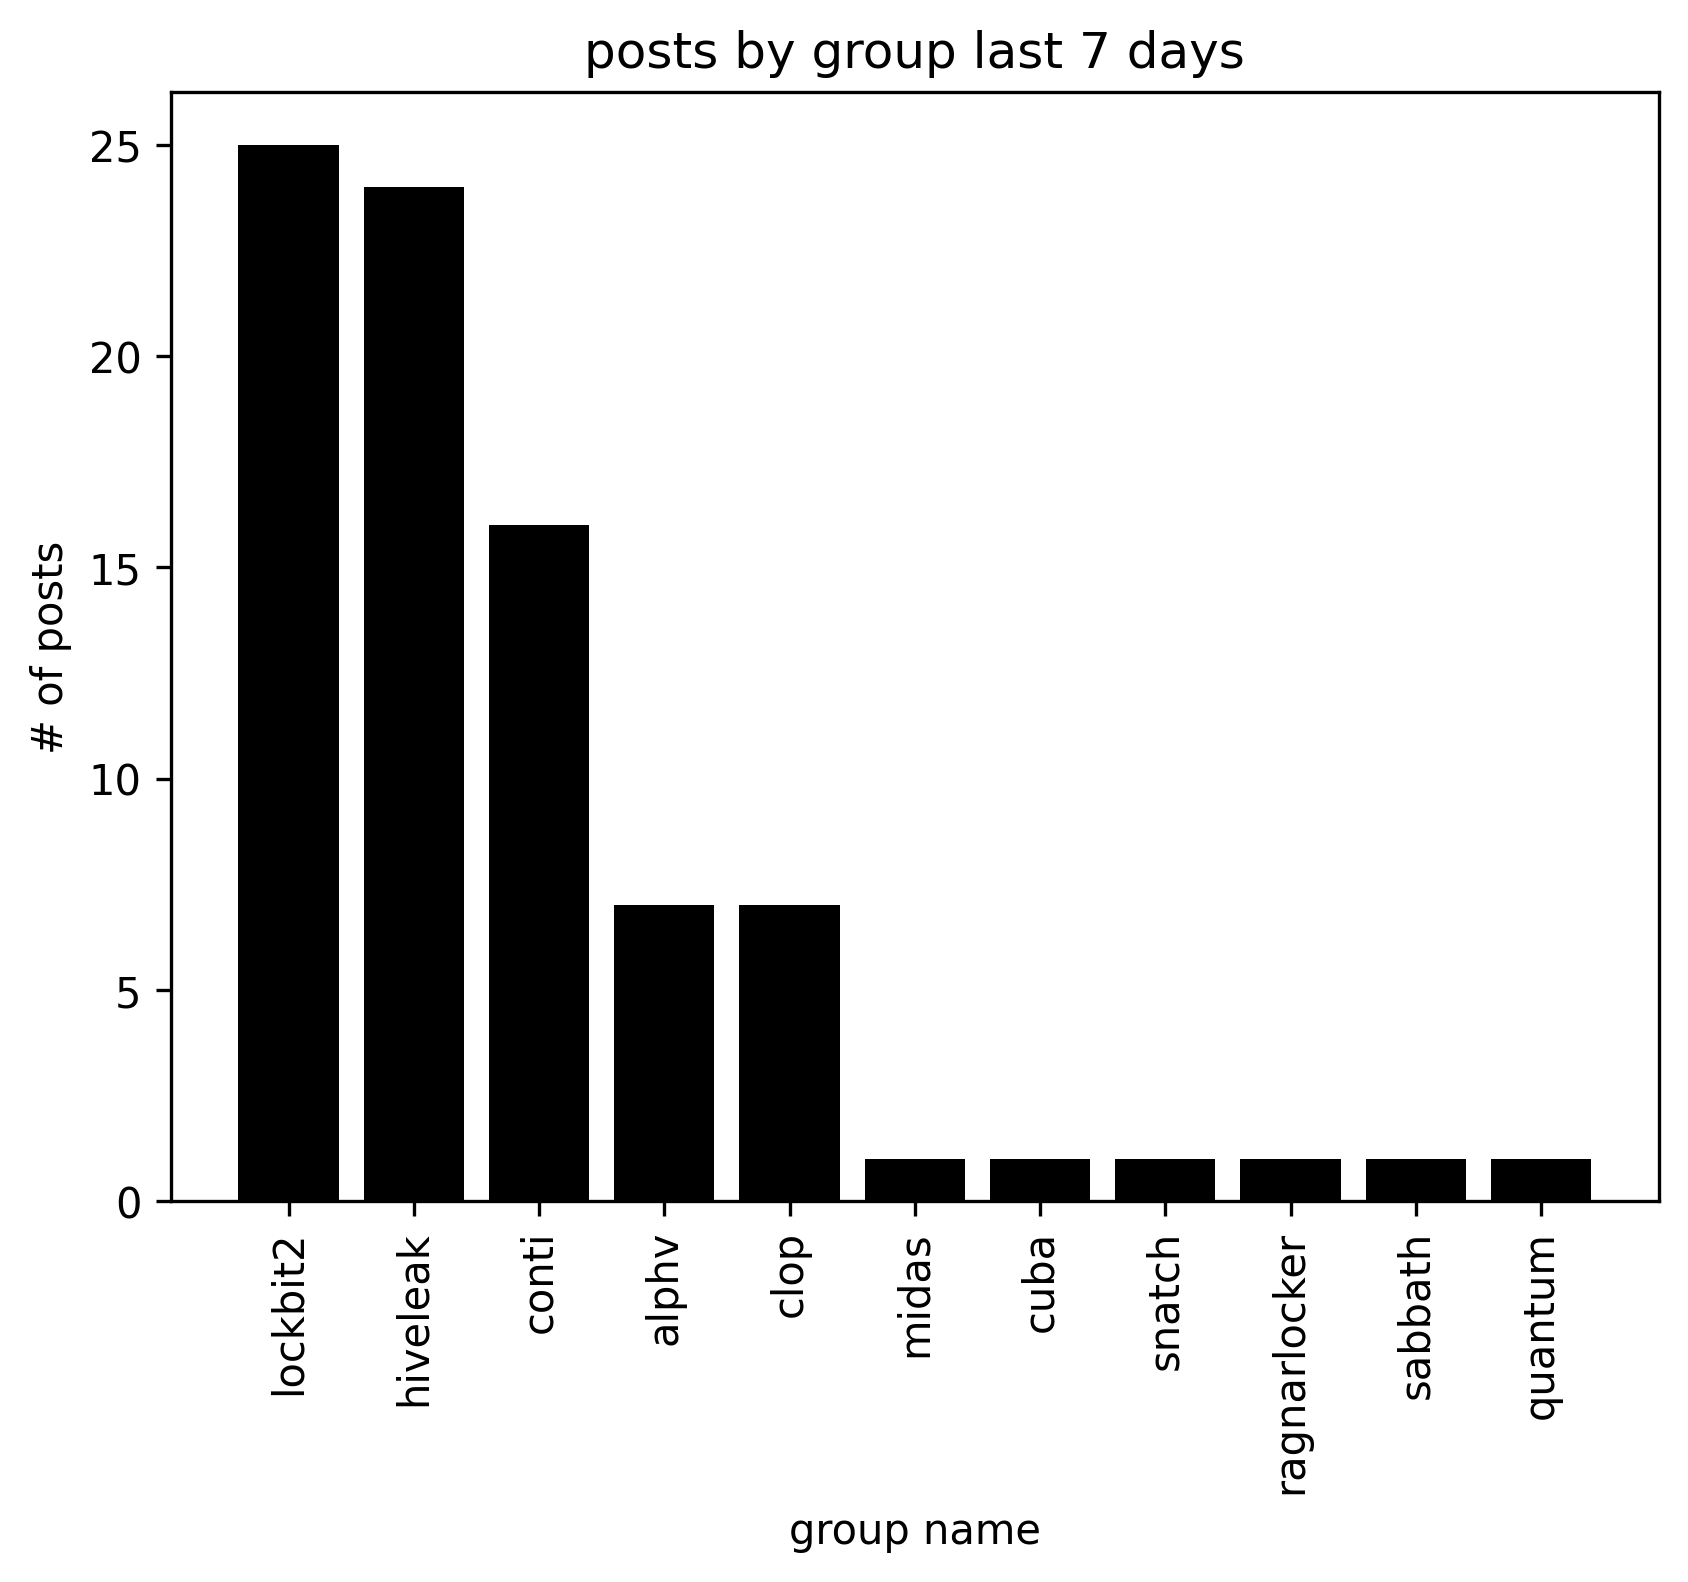 posts by group last 7 days
25
20
15
10
5
0
# of posts
lockbit2
hiveleak
conti
alphv
clop
midas
cuba
snatch
ragnarlocker
sabbath
quantum
group name